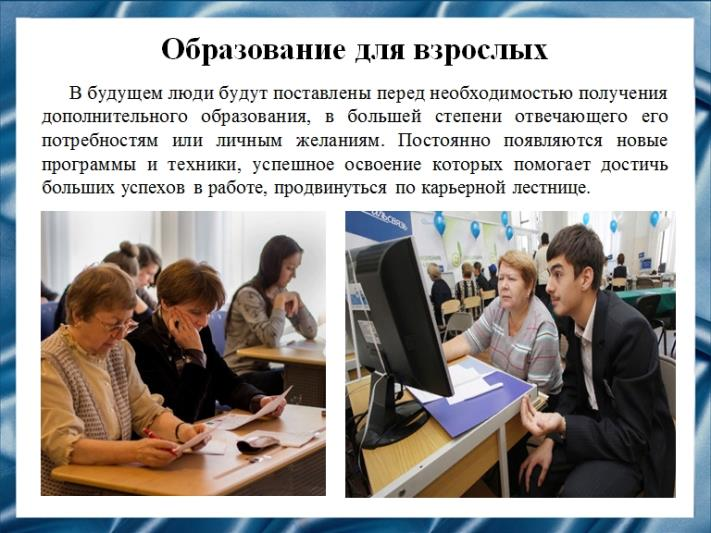 Образование для взрослых
В будущем люди будут поставлены перед необходимостью получения
дополнительного образования, в большей степени отвечающего его
потребностям или личным желаниям. Постоянно появляются новые
программы и техники, успешное освоение которых помогает достичь
больших успехов в работе, продвинуться по карьерной лестнице.